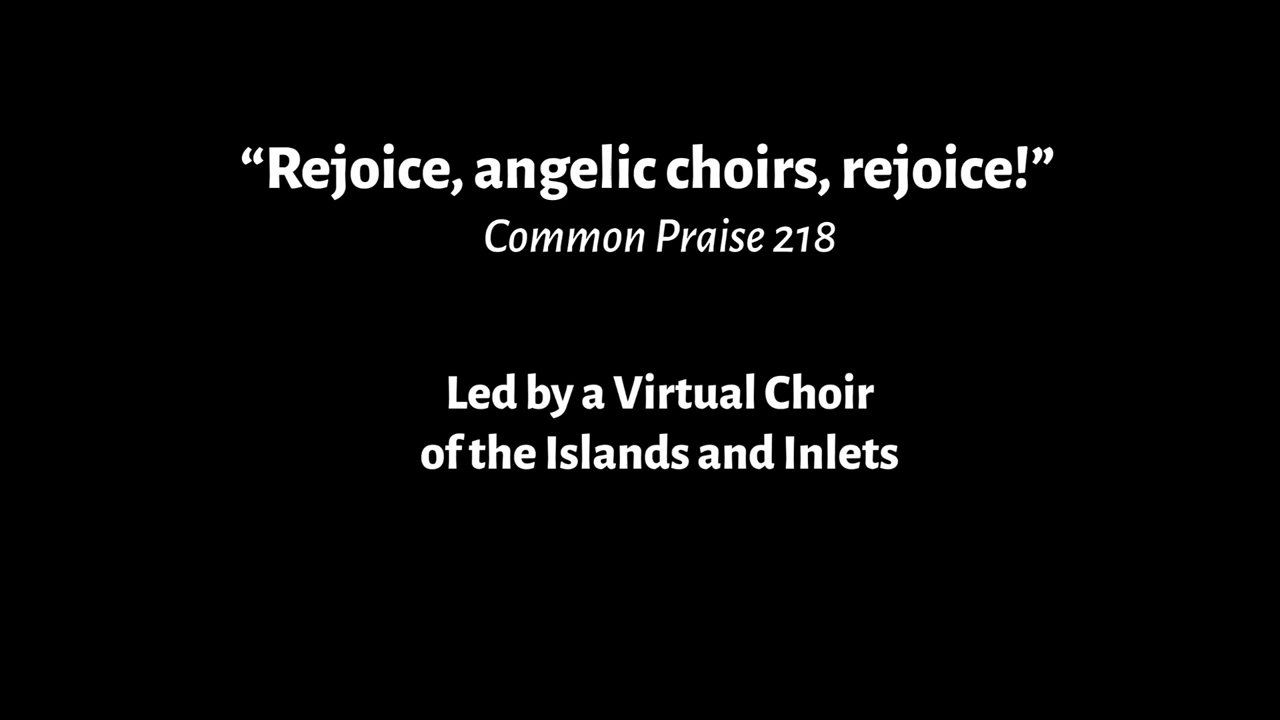 “Rejoice, angelic choirs, rejoice!”
Common Praise 218
Led by a Virtual Choir
of the Islands and Inlets